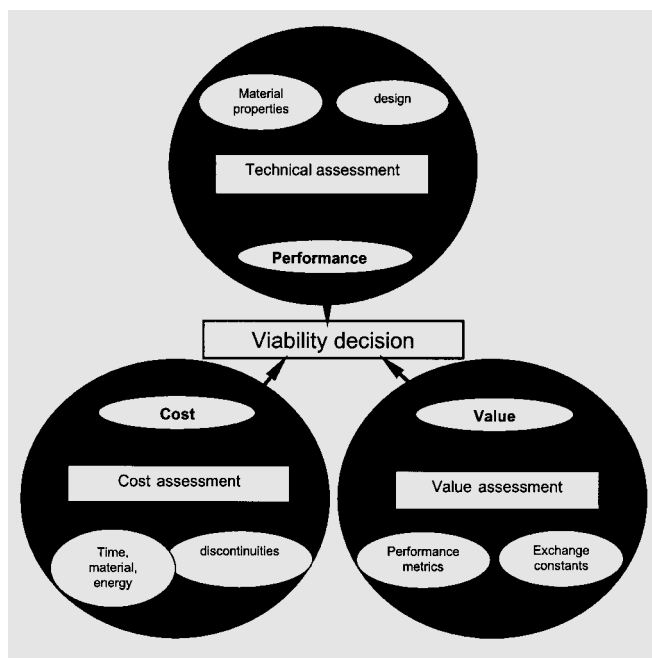 Material
properties
design
Technical assessment
Performance
Viability decision
Cost
Cost assessment
Time,
material,
energy
discontinuities
Value
Value assessment
Performance
metrics
Exchange
constants